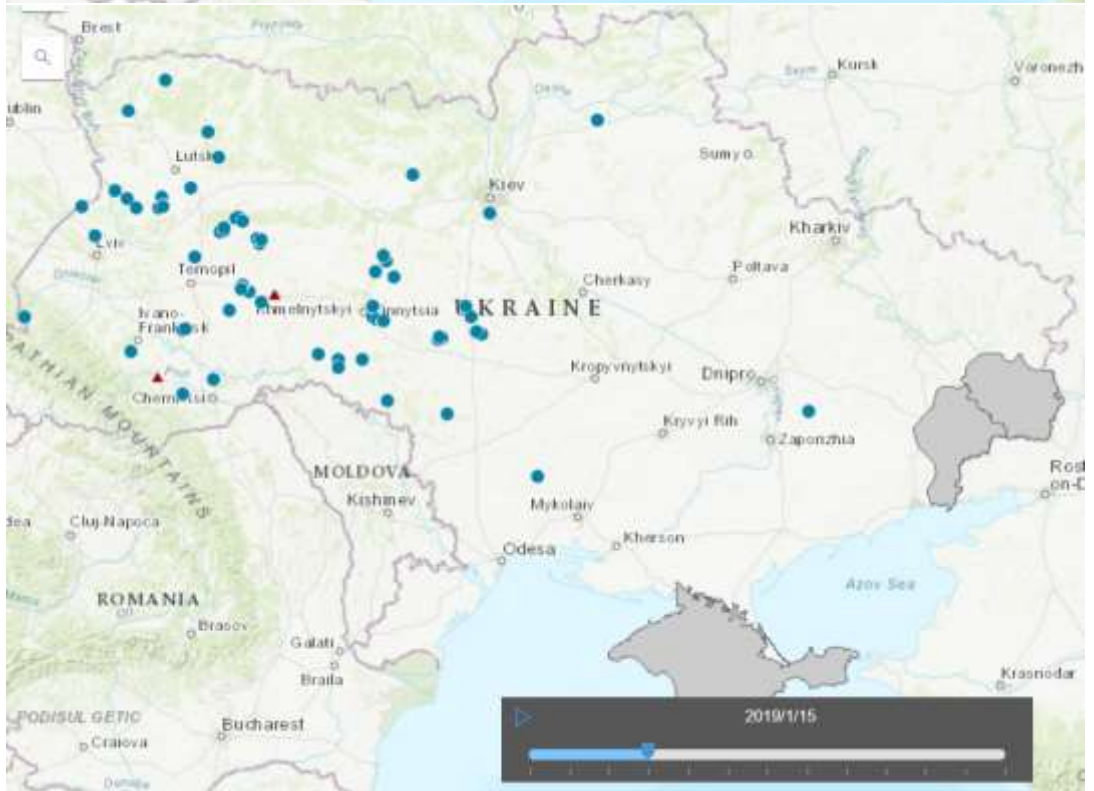 Brest
Kursk
Voronezh
ublin
Lutsk
Sumy
Kiev
Kharkiv
Lviv
Ternopil
Cherkasy
Poltava
Khmelnytskyi
Vinnytsia
UKRAINE
Ivano-
Frankivsk
Kropyvnytskyi
Dnipro
Chernivtsi
Kryvyi Rih
Zaporizhia
MOLDOVA
Kishinev
Mykolaiv
Rost
on-D
Cluj-Napoca
Odesa
Kherson
Azov Sea
ROMANIA
Brasov
Galati
Braila
Krasnodar
PODISUL GETIC
Bucharest
2019/1/15
Craiova